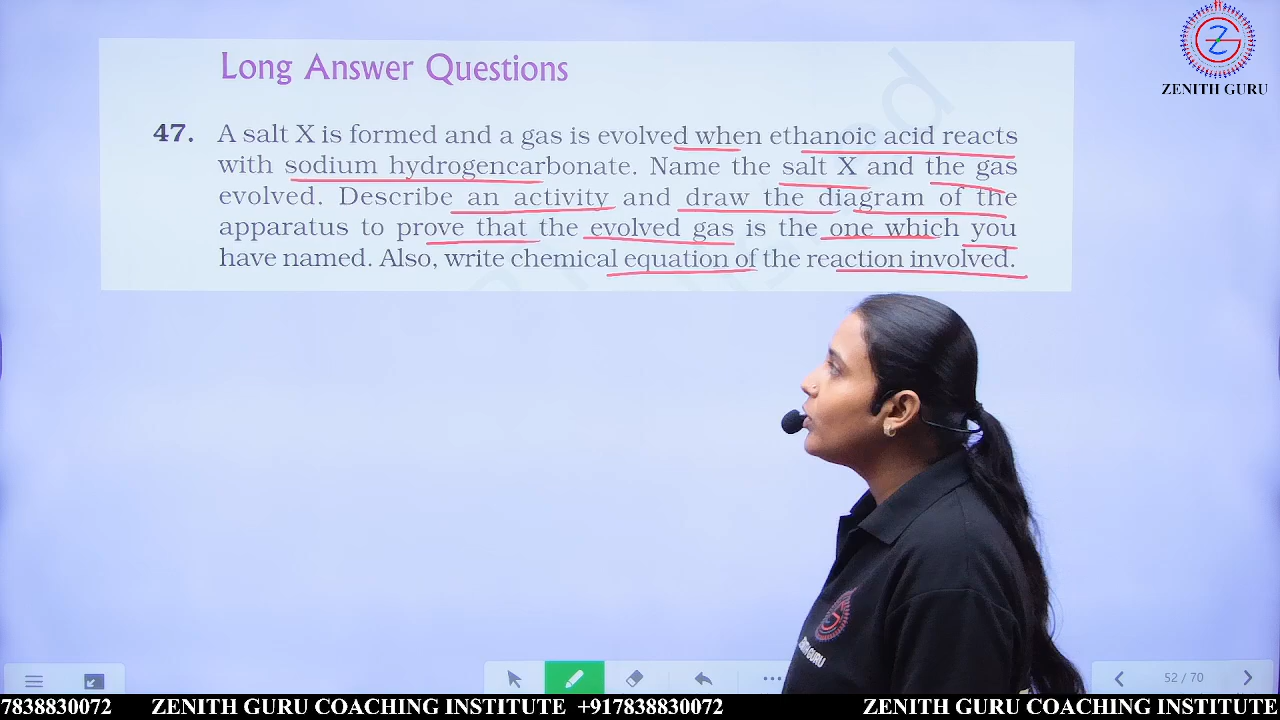 ZENITH GURU
Long Answer Questions
47. A salt X is formed and a gas is evolved when ethanoic acid reacts
with sodium hydrogencarbonate. Name the salt X and the gas
evolved. Describe an activity and draw the diagram of the
apparatus to prove that the evolved gas is the one which you
have named. Also, write chemical equation of the reaction involved.
ZENITH GURU
52 / 70
7838830072 ZENITH GURU COACHING INSTITUTE +917838830072 ZENITH GURU COACHING INSTITUTE